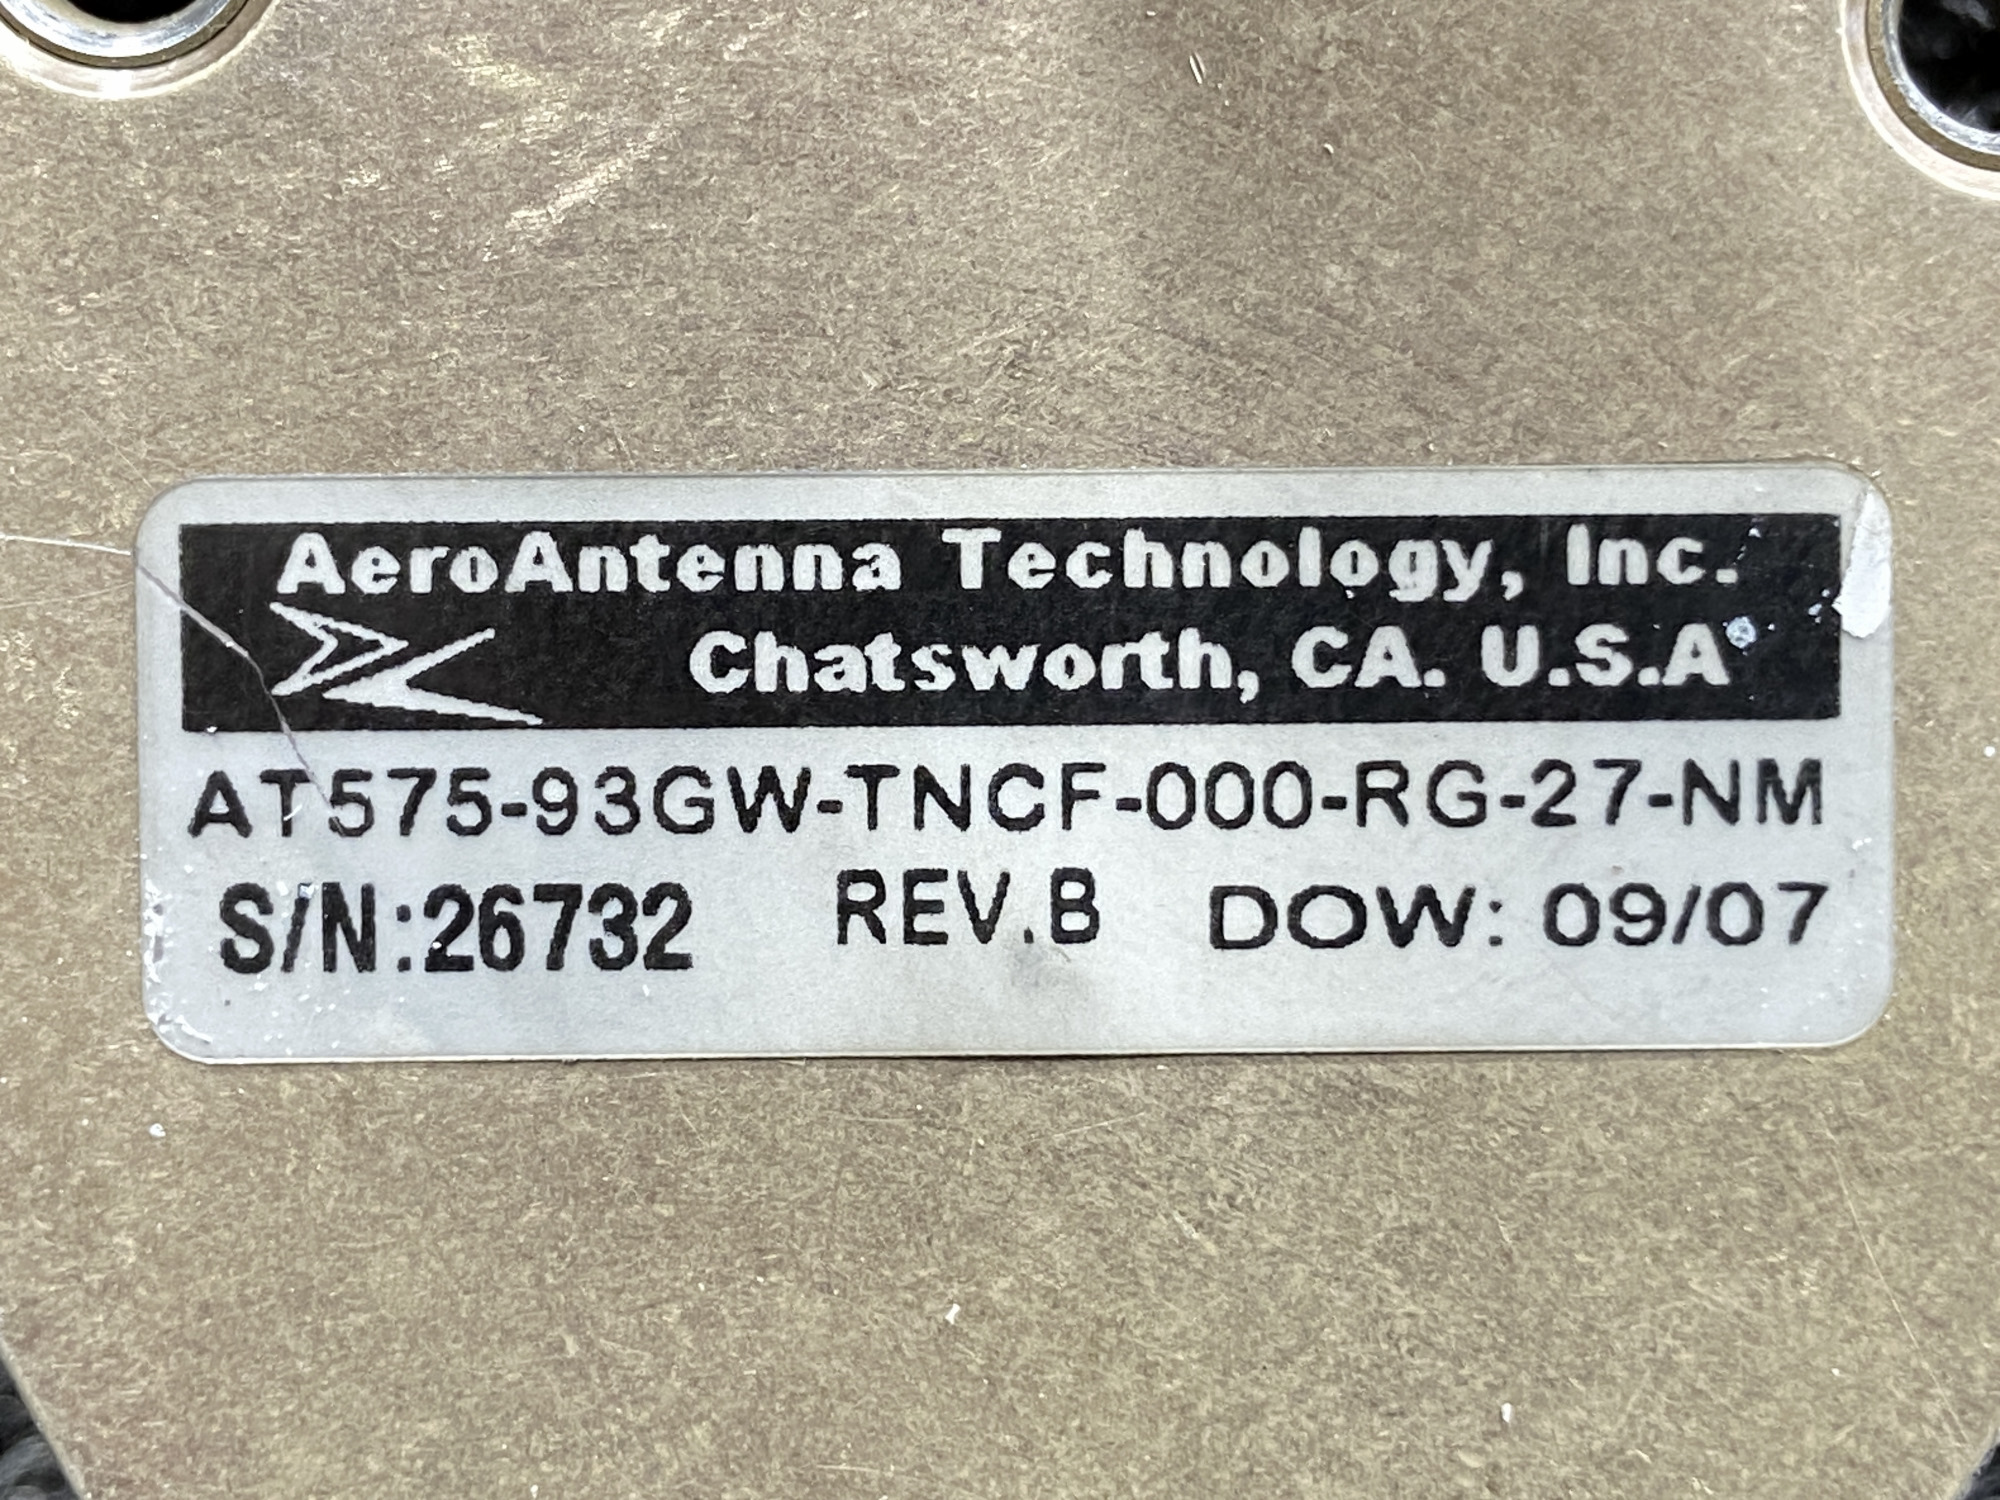 AeroAntenna Technology, Inc.
Chatsworth, CA. U.S.A
AT575-93GW-TNCF-000-RG-27-NM
S/N:26732 REV.B DOW: 09/07